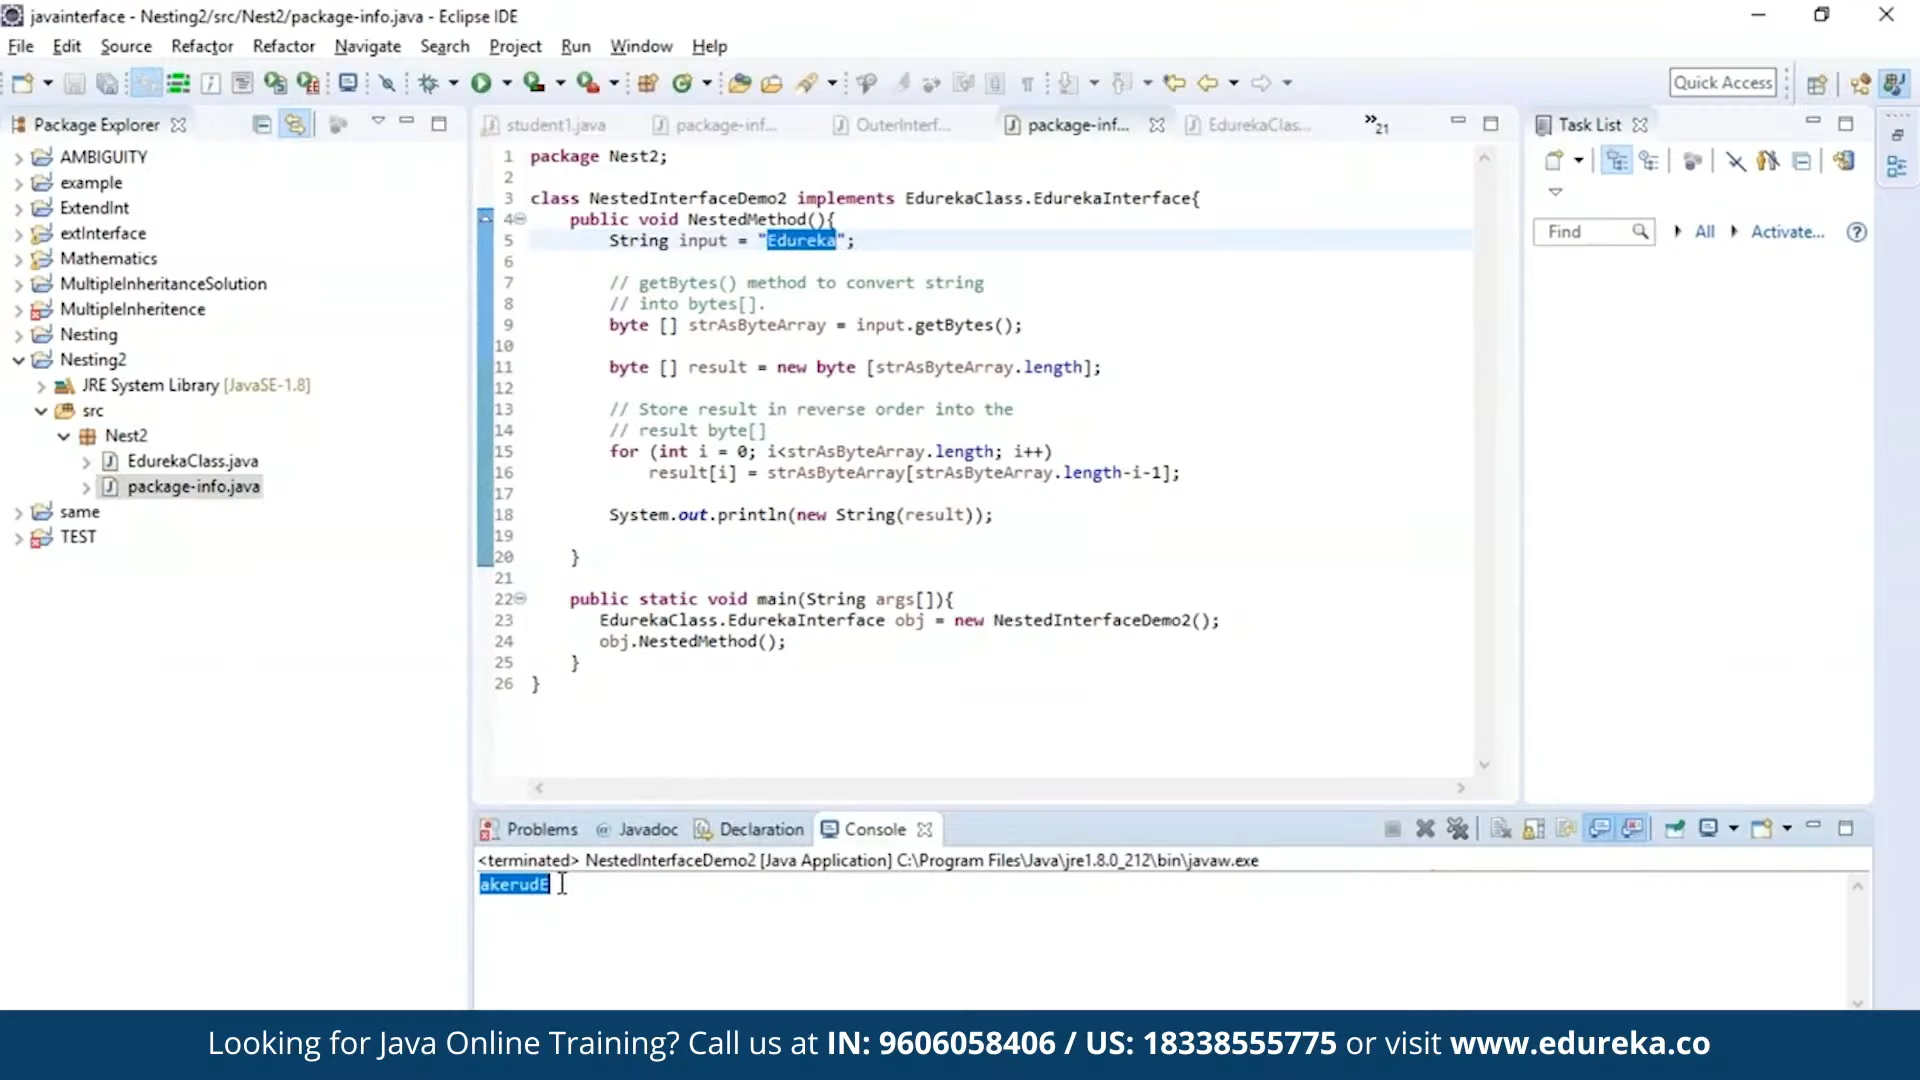 javainterface - Nesting2/src/Nest2/package-info.java - Eclipse IDE
File Edit Source Refactor Refactor Navigate Search Project Run Window Help
Quick Access
Package Explorer
AMBIGUITY
example
ExtendInt
extInterface
Mathematics
MultipleInheritanceSolution
MultipleInheritence
Nesting
Nesting2
JRE System Library [JavaSE-1.8]
src
Nest2
EdurekaClass.java
package-info.java
same
TEST
student1.java package-inf... OuterInterf... package-inf... EdurekaClas... »21
1 package Nest2;
2
3 class NestedInterfaceDemo2 implements EdurekaClass.EdurekaInterface{
4 public void NestedMethod(){
5 String input = "Edureka";
6
7 // getBytes() method to convert string
8 // into bytes[].
9 byte [] strAsByteArray = input.getBytes();
10
11 byte [] result = new byte [strAsByteArray.length];
12
13 // Store result in reverse order into the
14 // result byte[]
15 for (int i = 0; i<strAsByteArray.length; i++)
16 result[i] = strAsByteArray[strAsByteArray.length-i-1];
17
18 System.out.println(new String(result));
19
20 }
21
22 public static void main(String args[]){
23 EdurekaClass.EdurekaInterface obj = new NestedInterfaceDemo2();
24 obj.NestedMethod();
25 }
26 }
Task List
Find All Activate...
Problems @ Javadoc Declaration Console
<terminated> NestedInterfaceDemo2 [Java Application] C:\Program Files\Java\jre1.8.0_212\bin\javaw.exe
akerudE
Looking for Java Online Training? Call us at IN: 9606058406 / US: 18338555775 or visit www.edureka.co